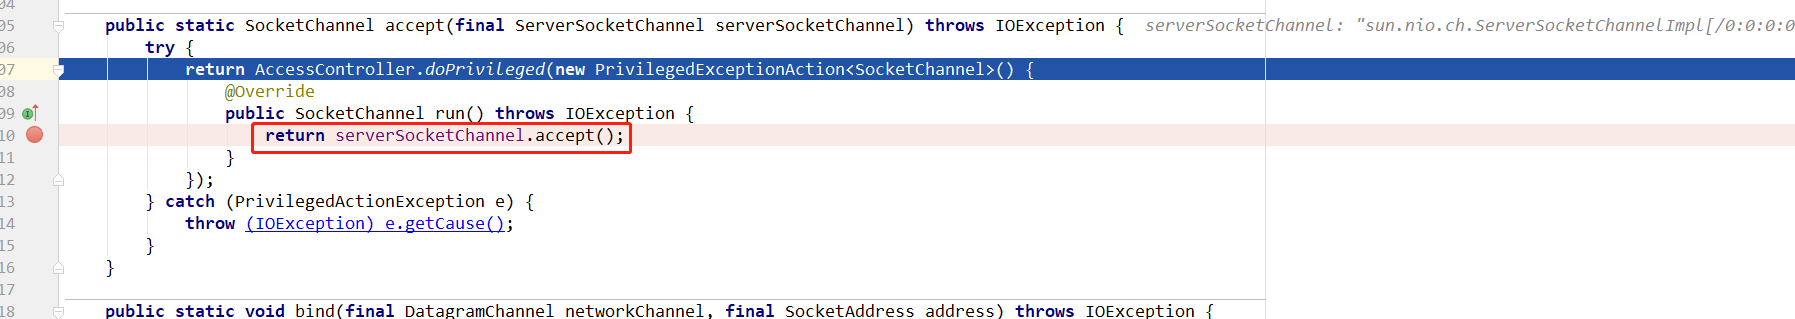 04
05 public static SocketChannel accept(final ServerSocketChannel serverSocketChannel) throws IOException { serverSocketChannel: "sun.nio.ch.ServerSocketChannelImpl[/0:0:0:0
06 try {
07 return AccessController.doPrivileged(new PrivilegedExceptionAction<SocketChannel>() {
08 @Override
09 public SocketChannel run() throws IOException {
10 return serverSocketChannel.accept();
11 }
12 });
13 } catch (PrivilegedActionException e) {
14 throw (IOException) e.getCause();
15 }
16 }
17
18 public static void bind(final DatagramChannel networkChannel, final SocketAddress address) throws IOException {